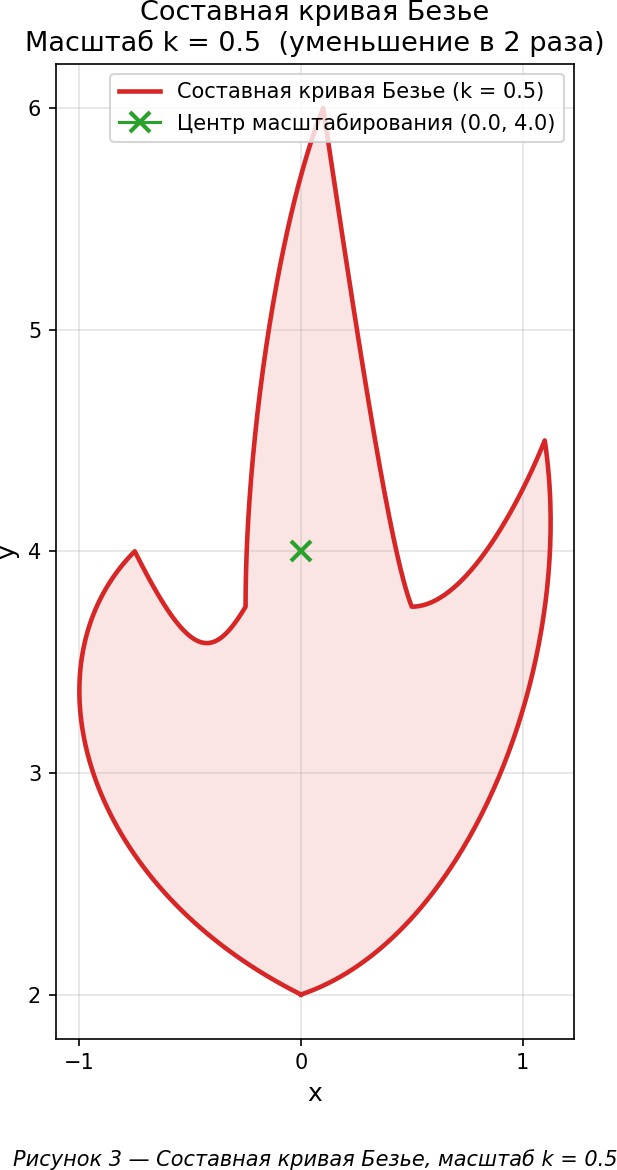 Составная кривая Безье
Масштаб k = 0.5 (уменьшение в 2 раза)
Составная кривая Безье (k = 0.5)
Центр масштабирования (0.0, 4.0)
6
5
4
3
2
y
−1
0
1
x
Рисунок 3 — Составная кривая Безье, масштаб k = 0.5